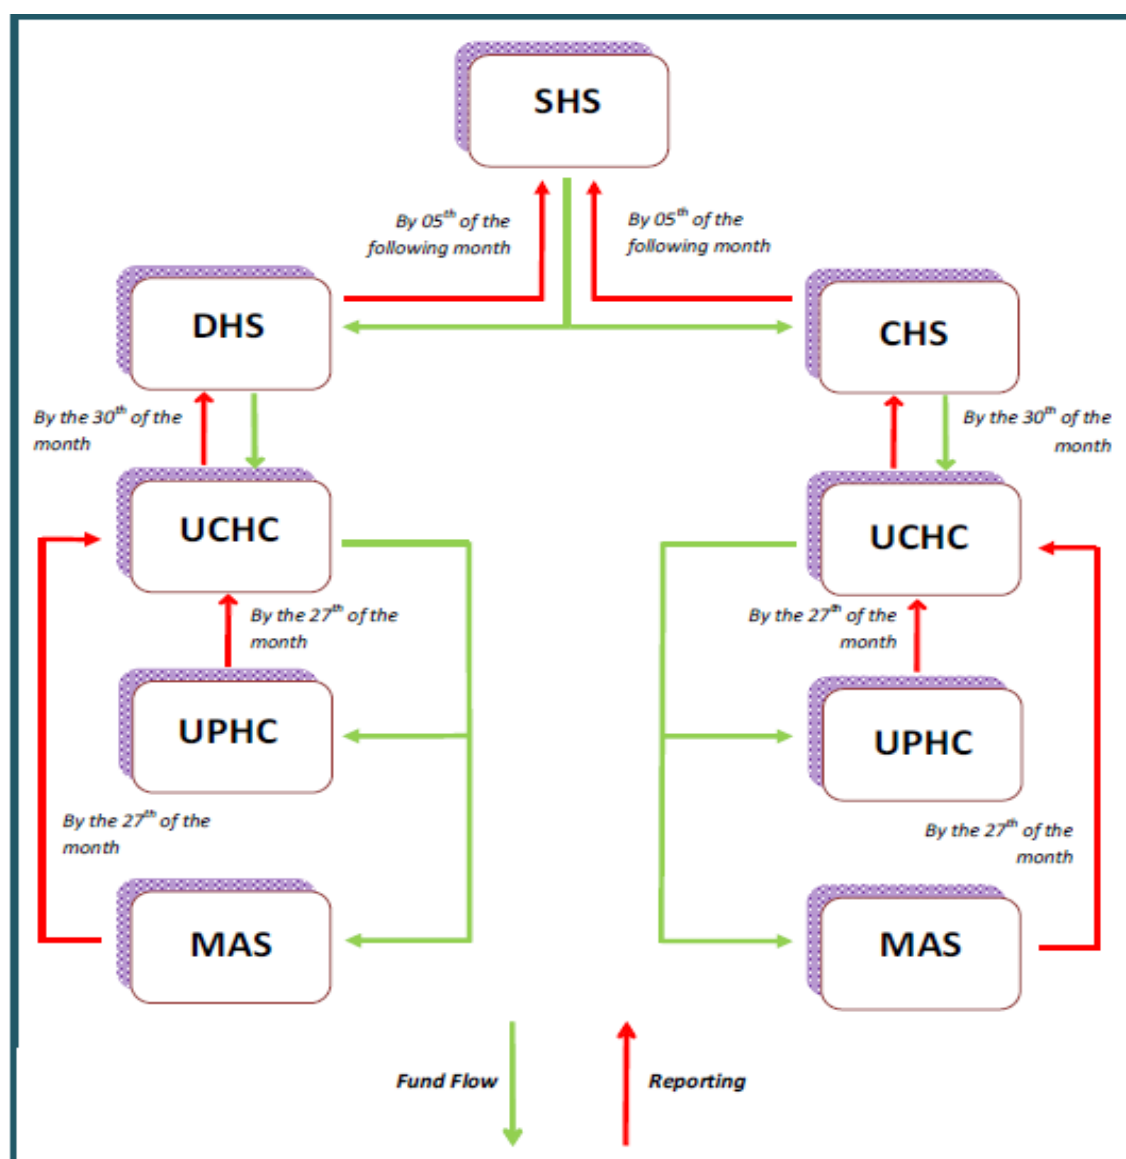 SHS
By 05th of the
following month
By 05th of the
following month
DHS
CHS
By the 30th of the
month
By the 30th of the
month
UCHC
UCHC
By the 27th of the
month
By the 27th of the
month
UPHC
UPHC
By the 27th of the
month
By the 27th of the
month
MAS
MAS
Fund Flow
Reporting